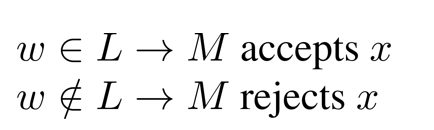 w ∈ L → M accepts x
w ∉ L → M rejects x